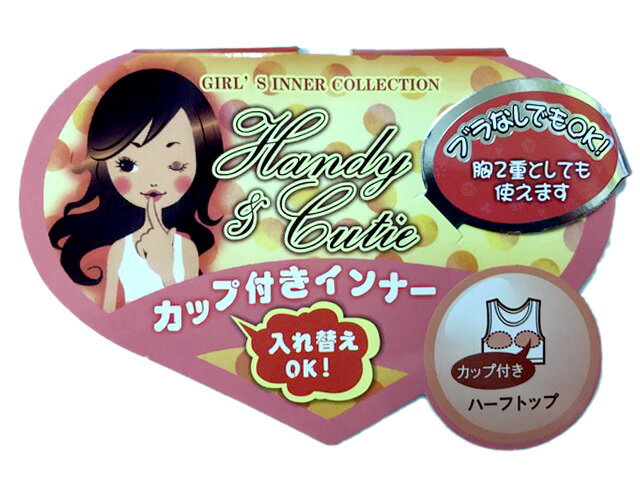 GIRL'S INNER COLLECTION
Handy
& Cutie
ブラなしでもOK!
胸2重としても
使えます
カップ付きインナー
入れ替え
OK!
カップ付き
ハーフトップ